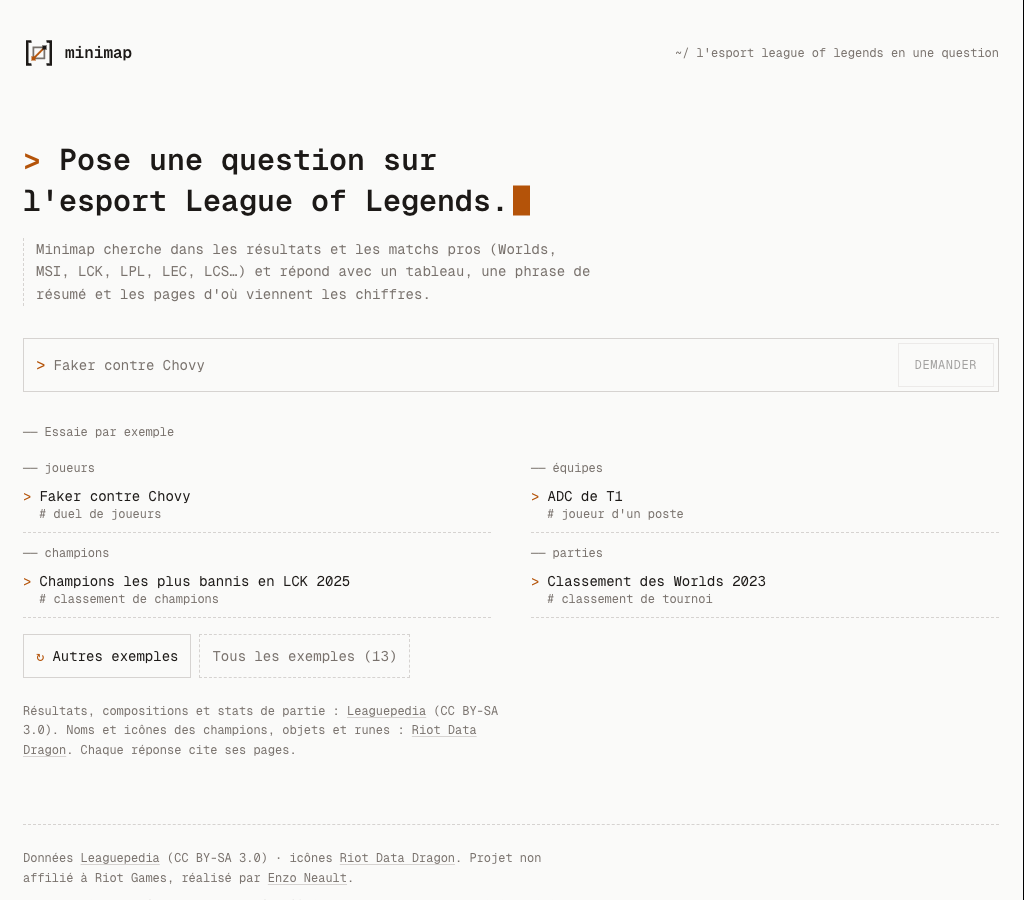 minimap
~/ l'esport league of legends en une question
> Pose une question sur
l'esport League of Legends.
Minimap cherche dans les résultats et les matchs pros (Worlds,
MSI, LCK, LPL, LEC, LCS…) et répond avec un tableau, une phrase de
résumé et les pages d'où viennent les chiffres.
> Faker contre Chovy
DEMANDER
── Essaie par exemple
── joueurs
> Faker contre Chovy
# duel de joueurs
── équipes
> ADC de T1
# joueur d'un poste
── champions
> Champions les plus bannis en LCK 2025
# classement de champions
── parties
> Classement des Worlds 2023
# classement de tournoi
↻ Autres exemples
Tous les exemples (13)
Résultats, compositions et stats de partie : Leaguepedia (CC BY-SA
3.0). Noms et icônes des champions, objets et runes : Riot Data
Dragon. Chaque réponse cite ses pages.
Données Leaguepedia (CC BY-SA 3.0) · icônes Riot Data Dragon. Projet non
affilié à Riot Games, réalisé par Enzo Neault.